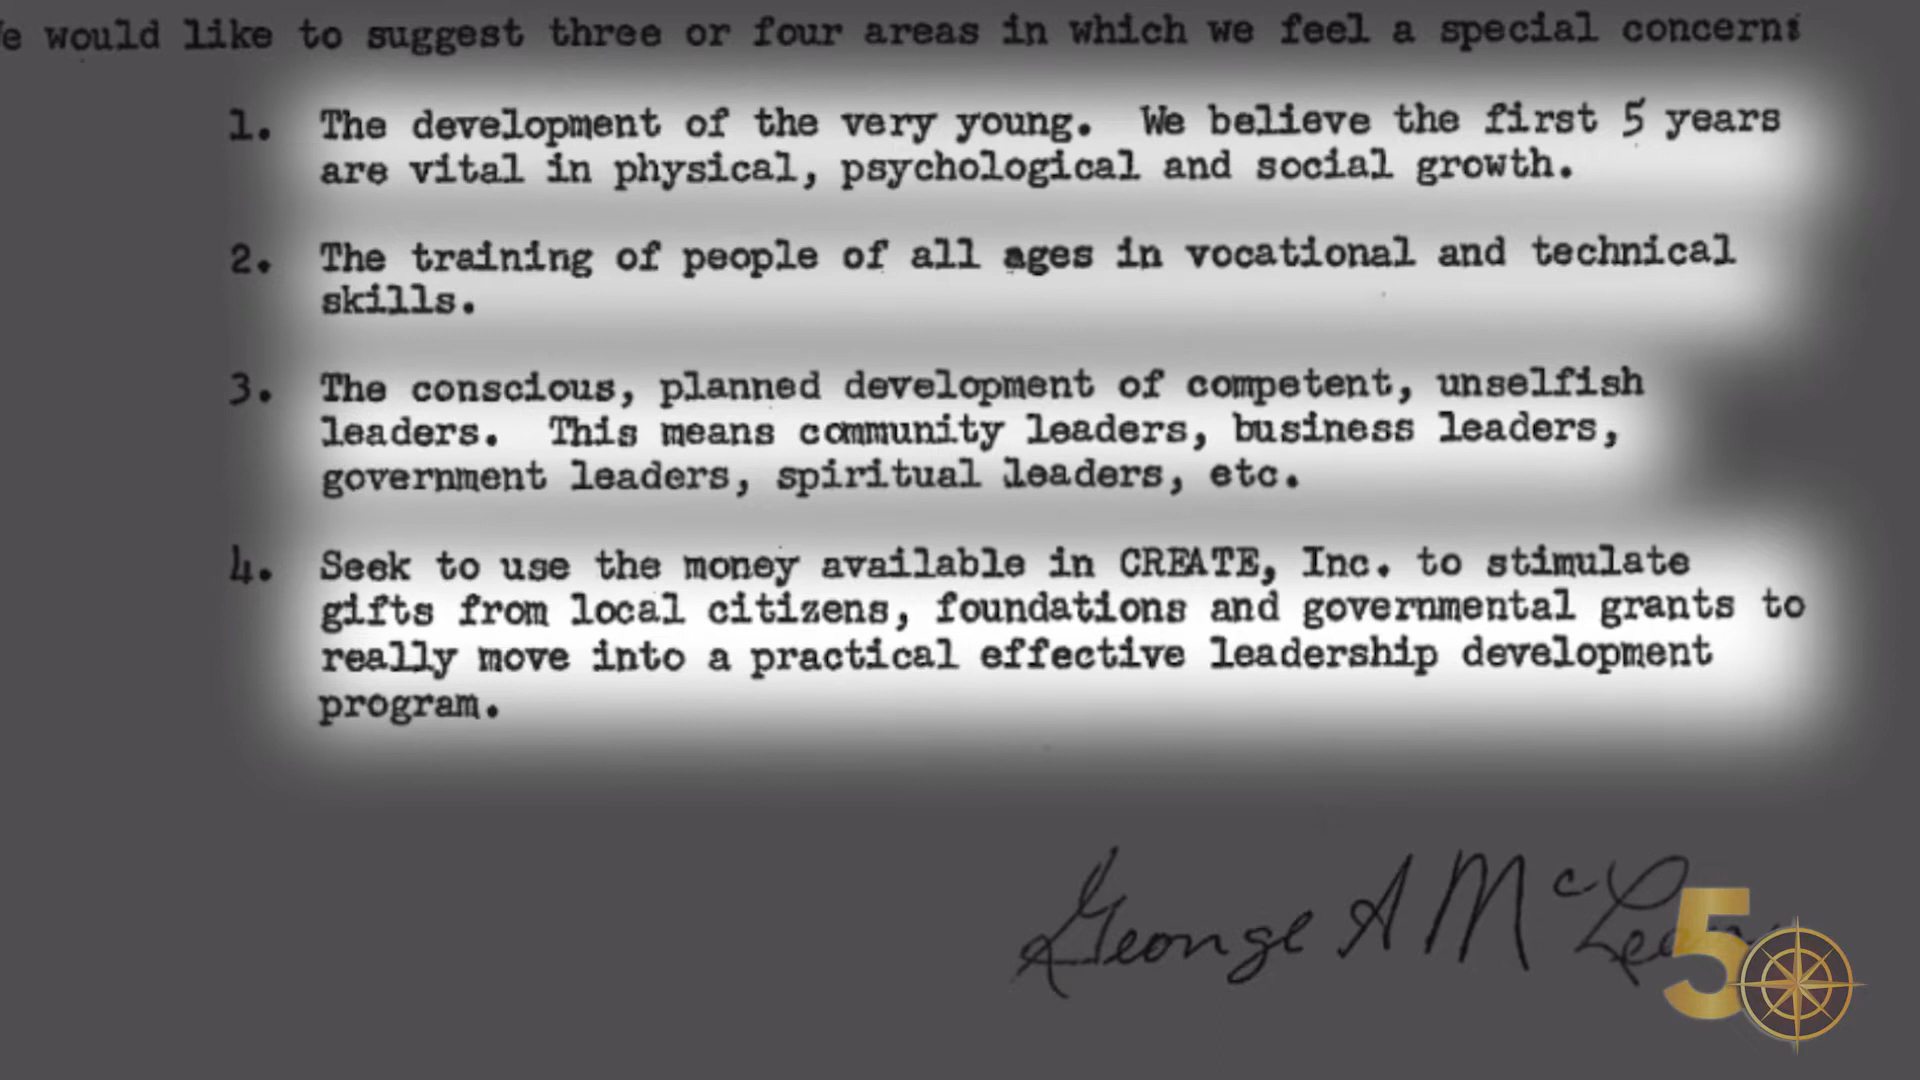 e would like to suggest three or four areas in which we feel a special concern:
1. The development of the very young. We believe the first 5 years
are vital in physical, psychological and social growth.
2. The training of people of all ages in vocational and technical
skills.
3. The conscious, planned development of competent, unselfish
leaders. This means community leaders, business leaders,
government leaders, spiritual leaders, etc.
4. Seek to use the money available in CREATE, Inc. to stimulate
gifts from local citizens, foundations and governmental grants to
really move into a practical effective leadership development
program.
George A McLean
50